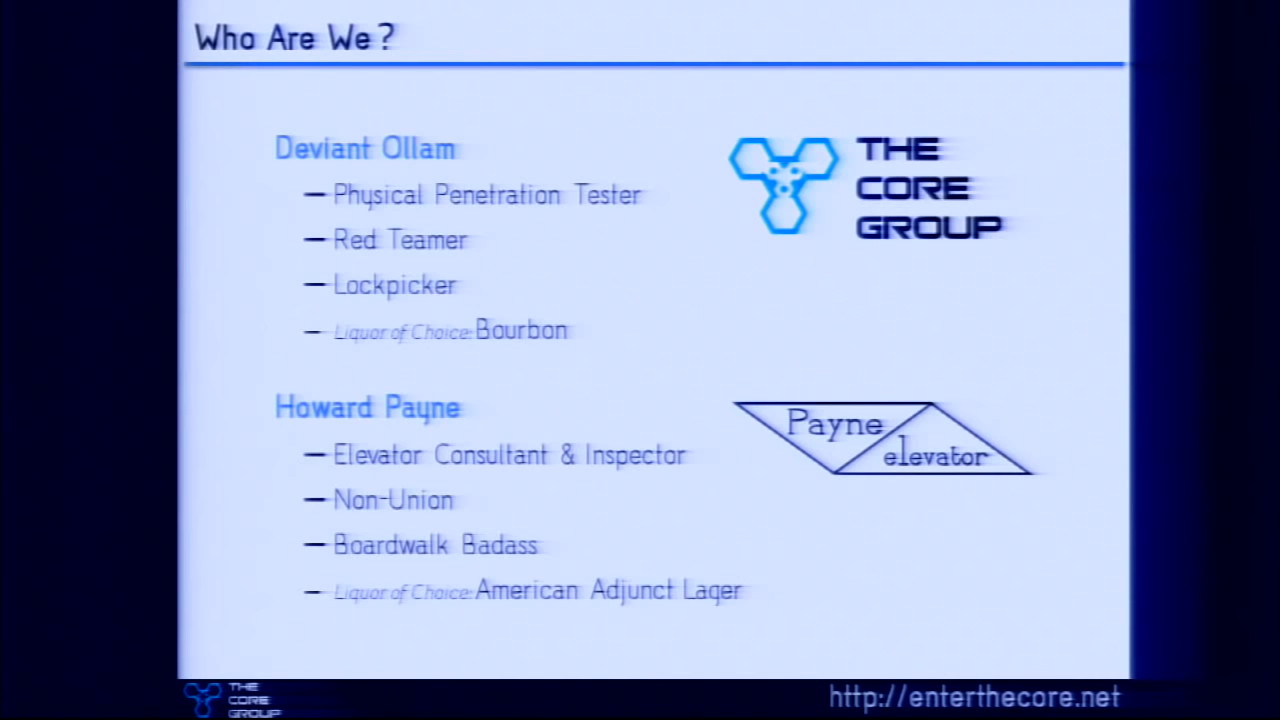 Who Are We?
Deviant Ollam
— Physical Penetration Tester
— Red Teamer
— Lockpicker
— Liquor of Choice: Bourbon
THE
CORE
GROUP
Howard Payne
— Elevator Consultant & Inspector
— Non-Union
— Boardwalk Badass
— Liquor of Choice: American Adjunct Lager
Payne
elevator
THE
CORE
GROUP
http://enterthecore.net